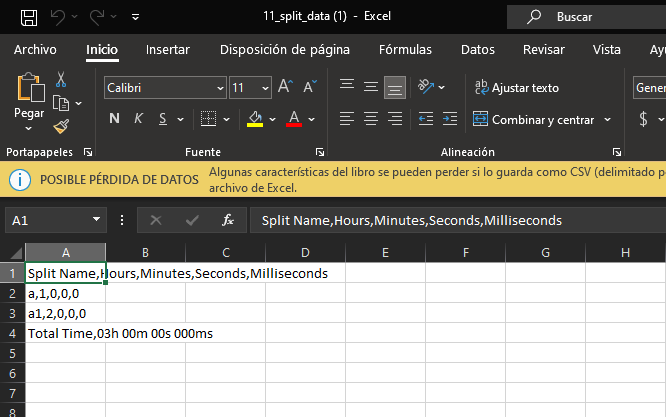 11_split_data (1) - Excel
Buscar
Archivo Inicio Insertar Disposición de página Fórmulas Datos Revisar Vista Ay
Pegar
Calibri 11 A A
N K S A
ab Ajustar texto
Combinar y centrar
Gener
$
Portapapeles Fuente Alineación
POSIBLE PÉRDIDA DE DATOS Algunas características del libro se pueden perder si lo guarda como CSV (delimitado p
archivo de Excel.
A1 fx Split Name,Hours,Minutes,Seconds,Milliseconds
A B C D E F G H
1 Split Name,Hours,Minutes,Seconds,Milliseconds
2 a,1,0,0,0
3 a1,2,0,0,0
4 Total Time,03h 00m 00s 000ms
5
6
7
8